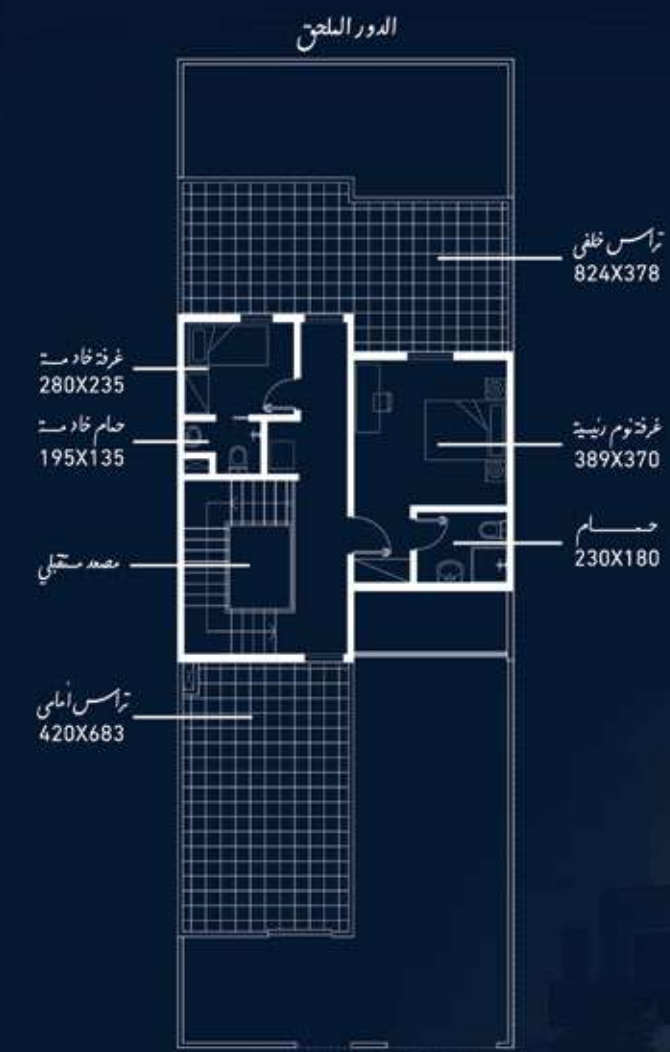 الدور الملحق
تراس خلفي
824X378
غرفة خادمة
280X235
حمام خادمة
195X135
غرفة نوم رئيسية
389X370
حمام
230X180
مصعد مستقبلي
تراس أمامي
420X683